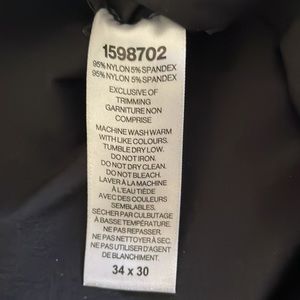 1598702
95% NYLON 5% SPANDEX
95% NYLON 5% SPANDEX
EXCLUSIVE OF
TRIMMING
GARNITURE NON
COMPRISE
MACHINE WASH WARM
WITH LIKE COLOURS.
TUMBLE DRY LOW.
DO NOT IRON.
DO NOT DRY CLEAN.
DO NOT BLEACH.
LAVER À LA MACHINE
À L'EAU TIÈDE
AVEC DES COULEURS
SEMBLABLES.
SÉCHER PAR CULBUTAGE
À BASSE TEMPÉRATURE.
NE PAS REPASSER.
NE PAS NETTOYER À SEC.
NE PAS UTILISER D'AGENT
DE BLANCHIMENT.
34 x 30